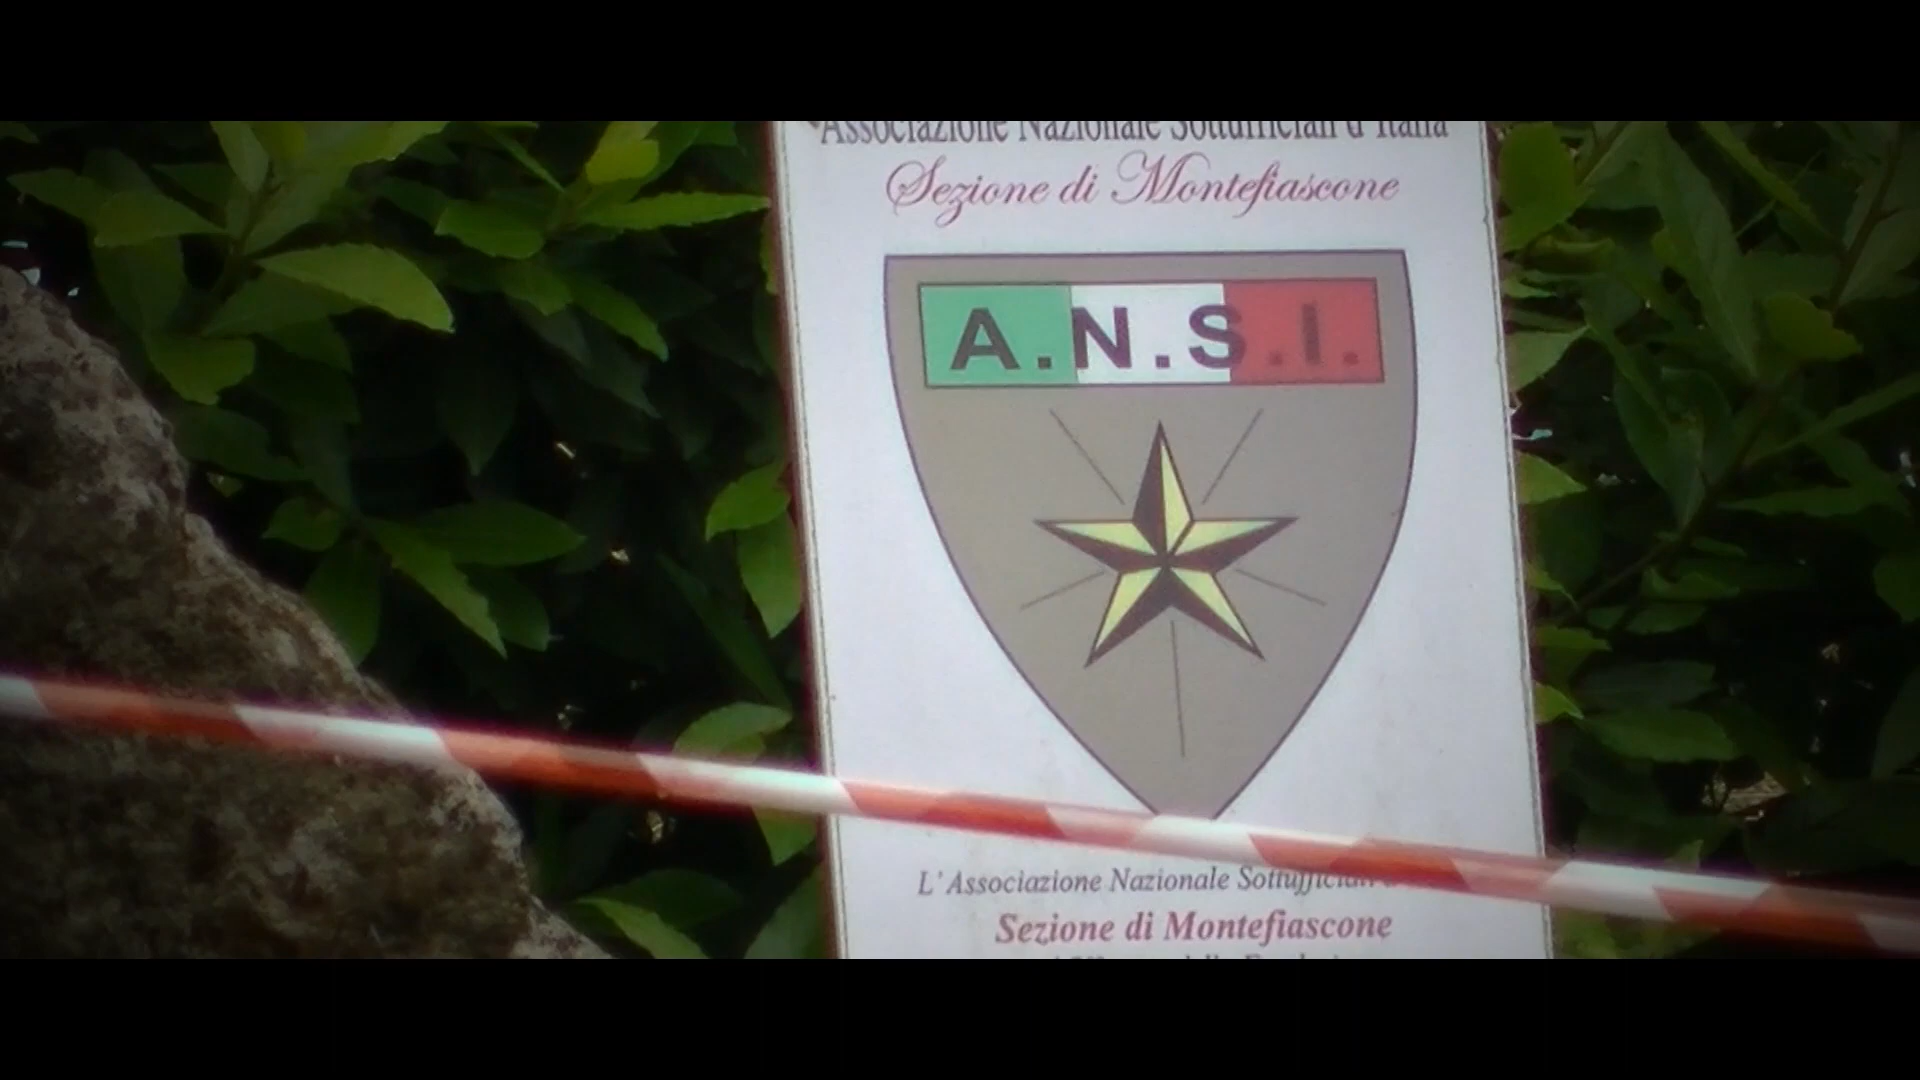 Associazione Nazionale Sottufficiali d'Italia
Sezione di Montefiascone
A.N.S.I.
L'Associazione Nazionale Sottufficiali
Sezione di Montefiascone